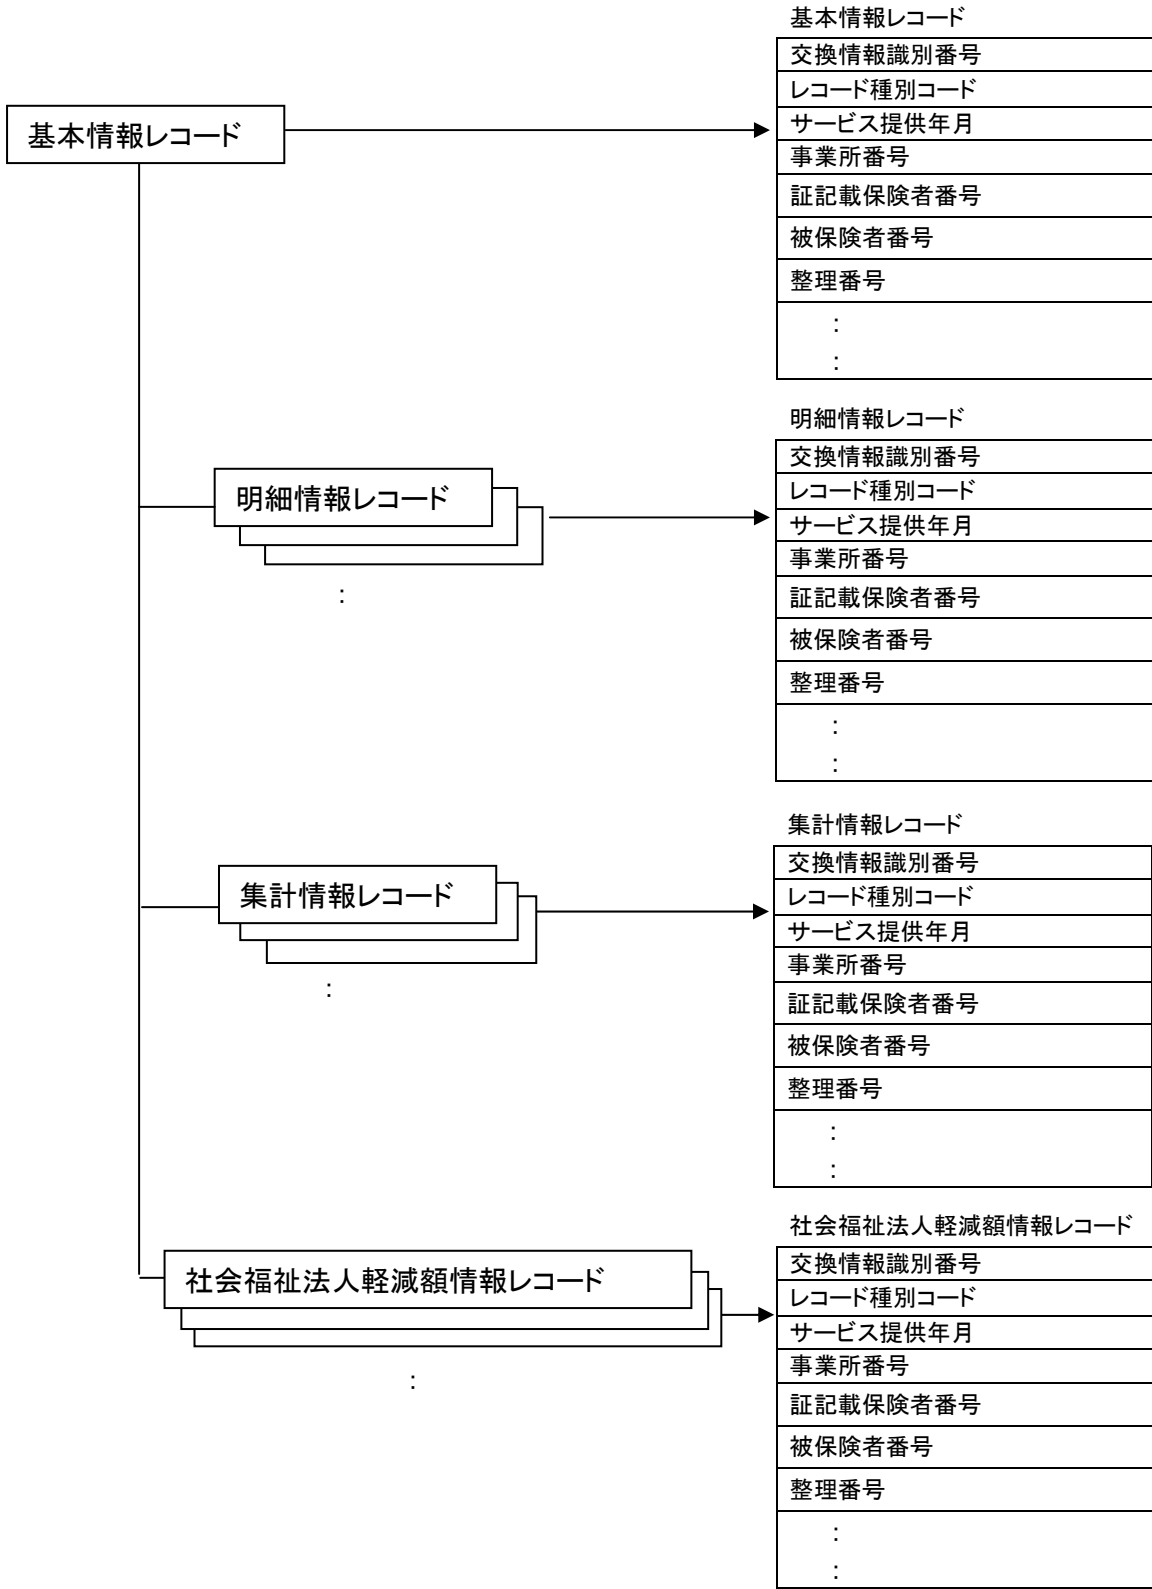 基本情報レコード
基本情報レコード
交換情報識別番号
レコード種別コード
サービス提供年月
事業所番号
証記載保険者番号
被保険者番号
整理番号
:
:
明細情報レコード
:
明細情報レコード
交換情報識別番号
レコード種別コード
サービス提供年月
事業所番号
証記載保険者番号
被保険者番号
整理番号
:
:
集計情報レコード
:
集計情報レコード
交換情報識別番号
レコード種別コード
サービス提供年月
事業所番号
証記載保険者番号
被保険者番号
整理番号
:
:
社会福祉法人軽減額情報レコード
:
社会福祉法人軽減額情報レコード
交換情報識別番号
レコード種別コード
サービス提供年月
事業所番号
証記載保険者番号
被保険者番号
整理番号
:
: